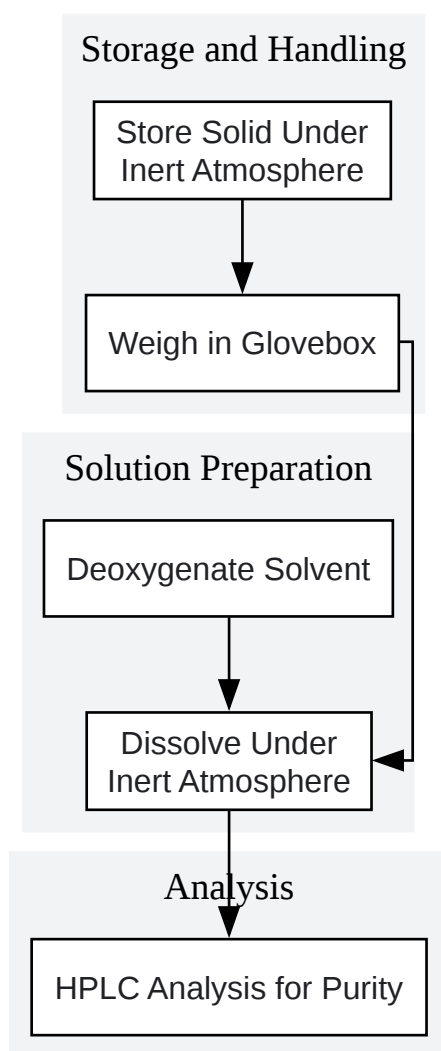 Storage and Handling
Store Solid Under
Inert Atmosphere
Weigh in Glovebox
Solution Preparation
Deoxygenate Solvent
Dissolve Under
Inert Atmosphere
Analysis
HPLC Analysis for Purity